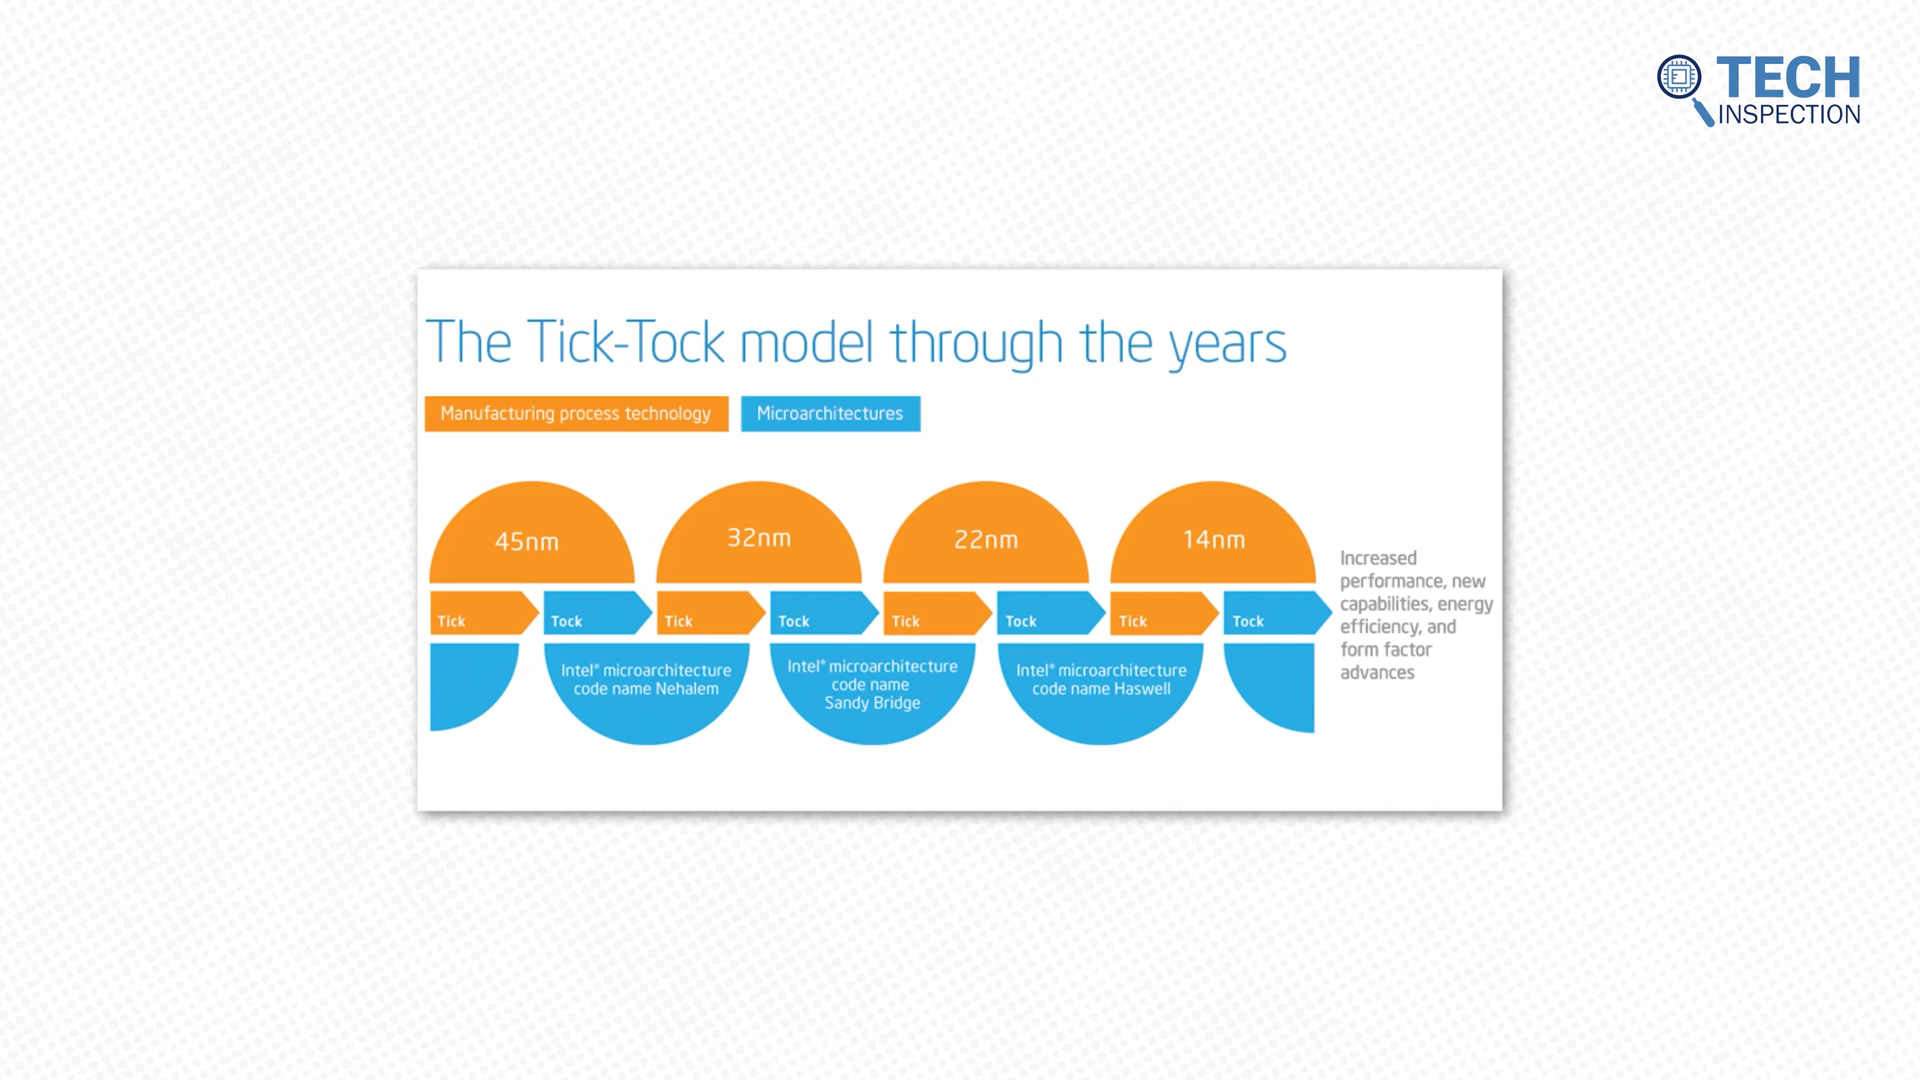 TECH
INSPECTION
The Tick-Tock model through the years
Manufacturing process technology
Microarchitectures
45nm
32nm
22nm
14nm
Tick
Tock
Tick
Tock
Tick
Tock
Tick
Tock
Intel® microarchitecture
code name Nehalem
Intel® microarchitecture
code name
Sandy Bridge
Intel® microarchitecture
code name Haswell
Increased
performance, new
capabilities, energy
efficiency, and
form factor
advances